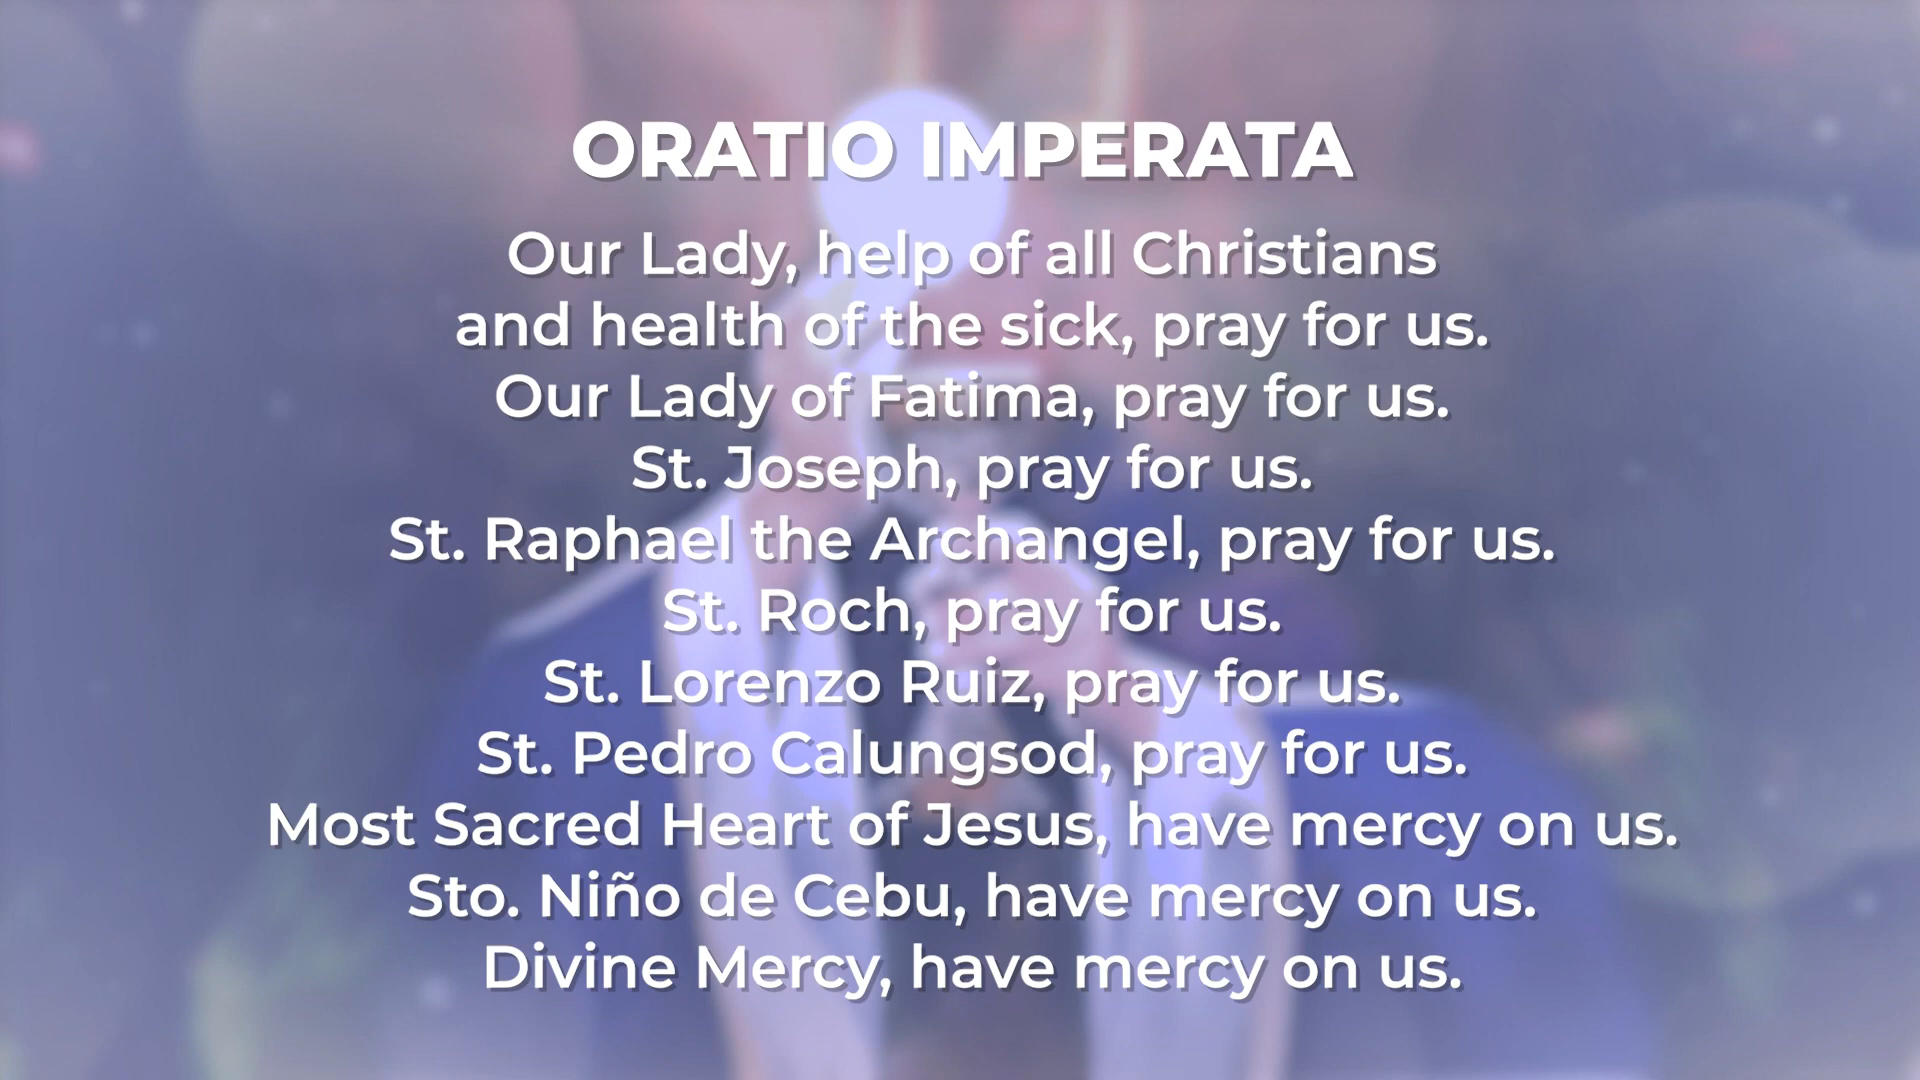 ORATIO IMPERATA
Our Lady, help of all Christians
and health of the sick, pray for us.
Our Lady of Fatima, pray for us.
St. Joseph, pray for us.
St. Raphael the Archangel, pray for us.
St. Roch, pray for us.
St. Lorenzo Ruiz, pray for us.
St. Pedro Calungsod, pray for us.
Most Sacred Heart of Jesus, have mercy on us.
Sto. Niño de Cebu, have mercy on us.
Divine Mercy, have mercy on us.